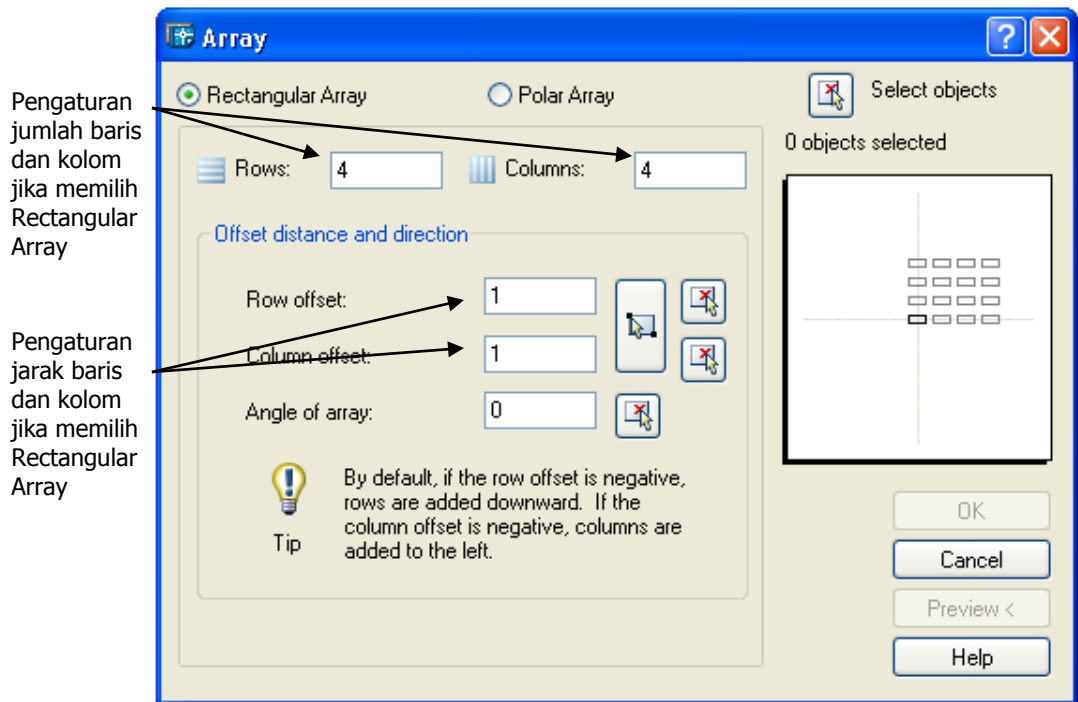 Array
Pengaturan
jumlah baris
dan kolom
jika memilih
Rectangular
Array
Rectangular Array
Polar Array
Select objects
0 objects selected
Rows:
4
Columns:
4
Offset distance and direction
Pengaturan
jarak baris
dan kolom
jika memilih
Rectangular
Array
Row offset:
1
Column offset:
1
Angle of array:
0
Tip
By default, if the row offset is negative,
rows are added downward. If the
column offset is negative, columns are
added to the left.
OK
Cancel
Preview <
Help